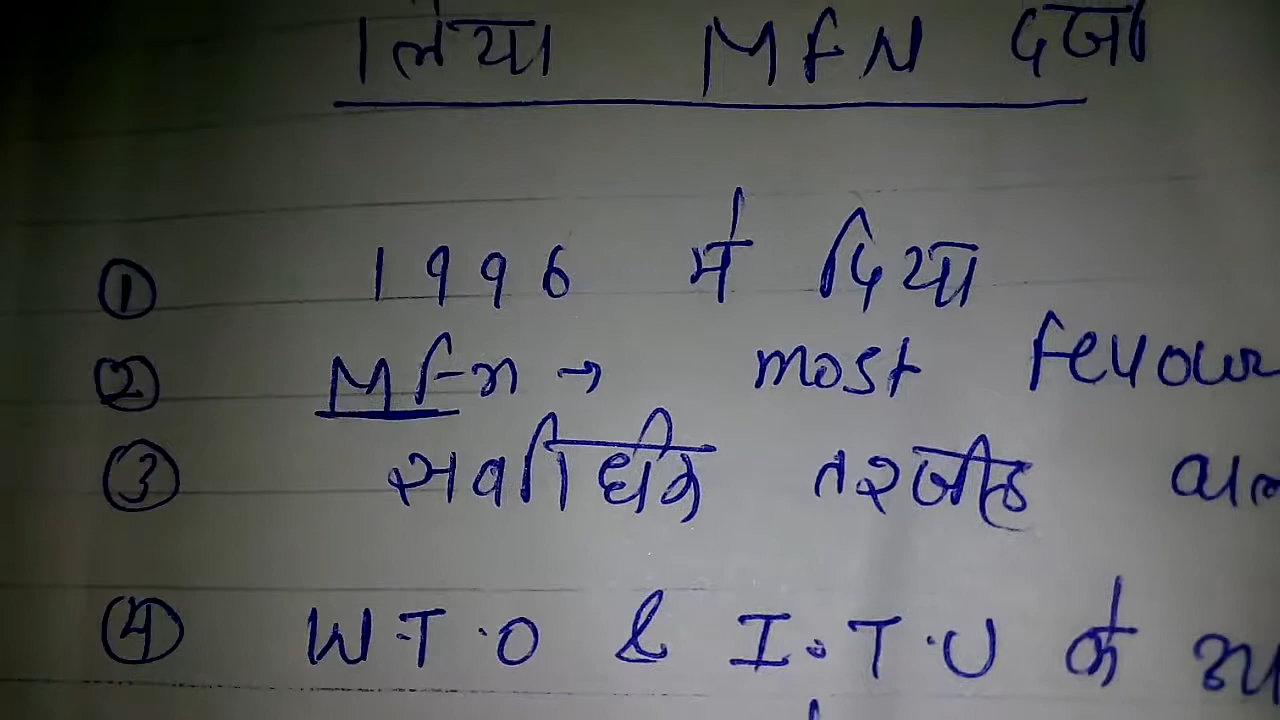 लिया MFN दर्जा
① 1996 में दिया
② MFn → most fevour
③ सर्वाधिक तरजीह
④ W.T.O & I.T.U के